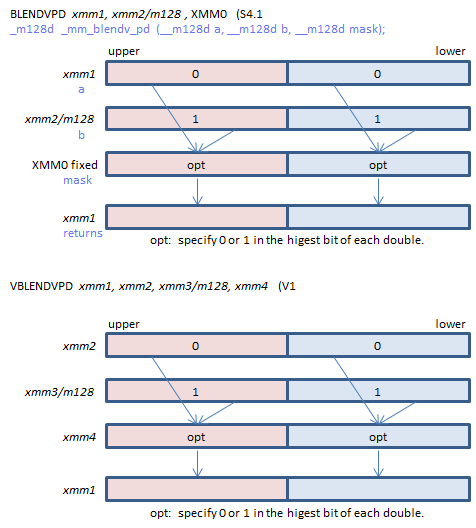 BLENDVPD xmm1, xmm2/m128 , XMM0 (S4.1
_m128d _mm_blendv_pd (__m128d a, __m128d b, __m128d mask);
upper lower
xmm1 0 0
a
xmm2/m128 1 1
b
XMM0 fixed opt opt
mask
xmm1
returns
opt: specify 0 or 1 in the higest bit of each double.
VBLENDVPD xmm1, xmm2, xmm3/m128, xmm4 (V1
upper lower
xmm2 0 0
xmm3/m128 1 1
xmm4 opt opt
xmm1
opt: specify 0 or 1 in the higest bit of each double.